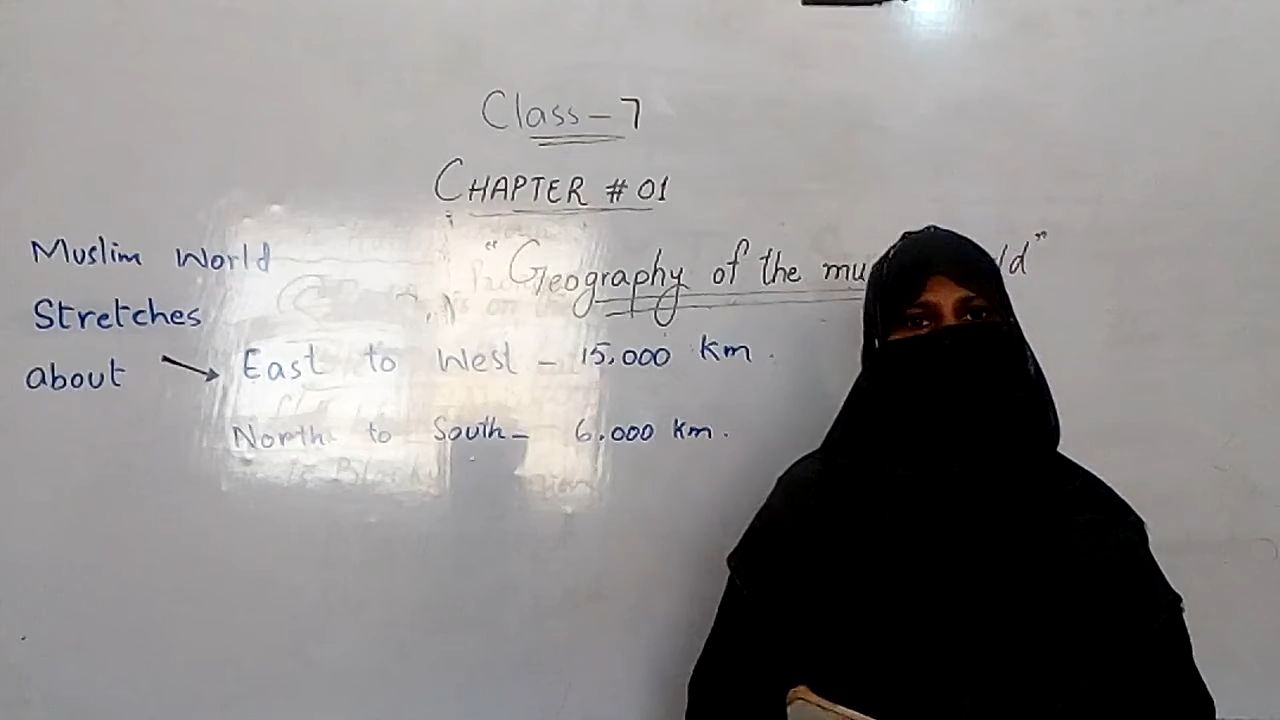 Class-7
CHAPTER # 01
"Geography of the mu ld"
Muslim World
Stretches
about
East to West - 15,000 km.
North to South - 6,000 km.